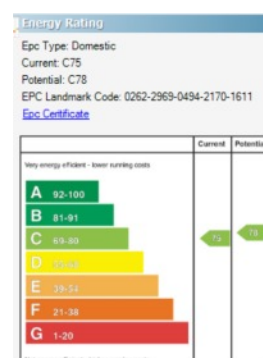 Energy Rating
Epc Type: Domestic
Current: C75
Potential: C78
EPC Landmark Code: 0262-2969-0494-2170-1611
Epc Certificate
Current Potentia
Very energy efficient - lower running costs
A 92-100
B 81-91
C 69-80
75 78
D
E 39-54
F 21-38
G 1-20